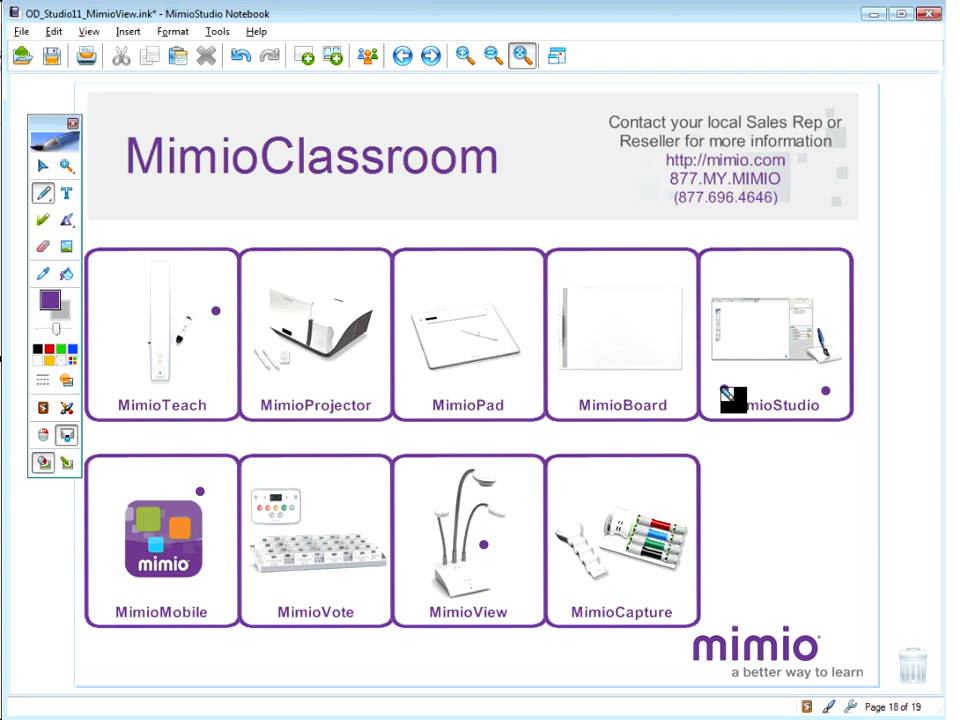 OD_Studio11_MimioView.ink* - MimioStudio Notebook
File Edit View Insert Format Tools Help
MimioClassroom
Contact your local Sales Rep or
Reseller for more information
http://mimio.com
877.MY.MIMIO
(877.696.4646)
MimioTeach MimioProjector MimioPad MimioBoard mioStudio
mimio
MimioMobile MimioVote MimioView MimioCapture
mimio
a better way to learn
Page 18 of 19